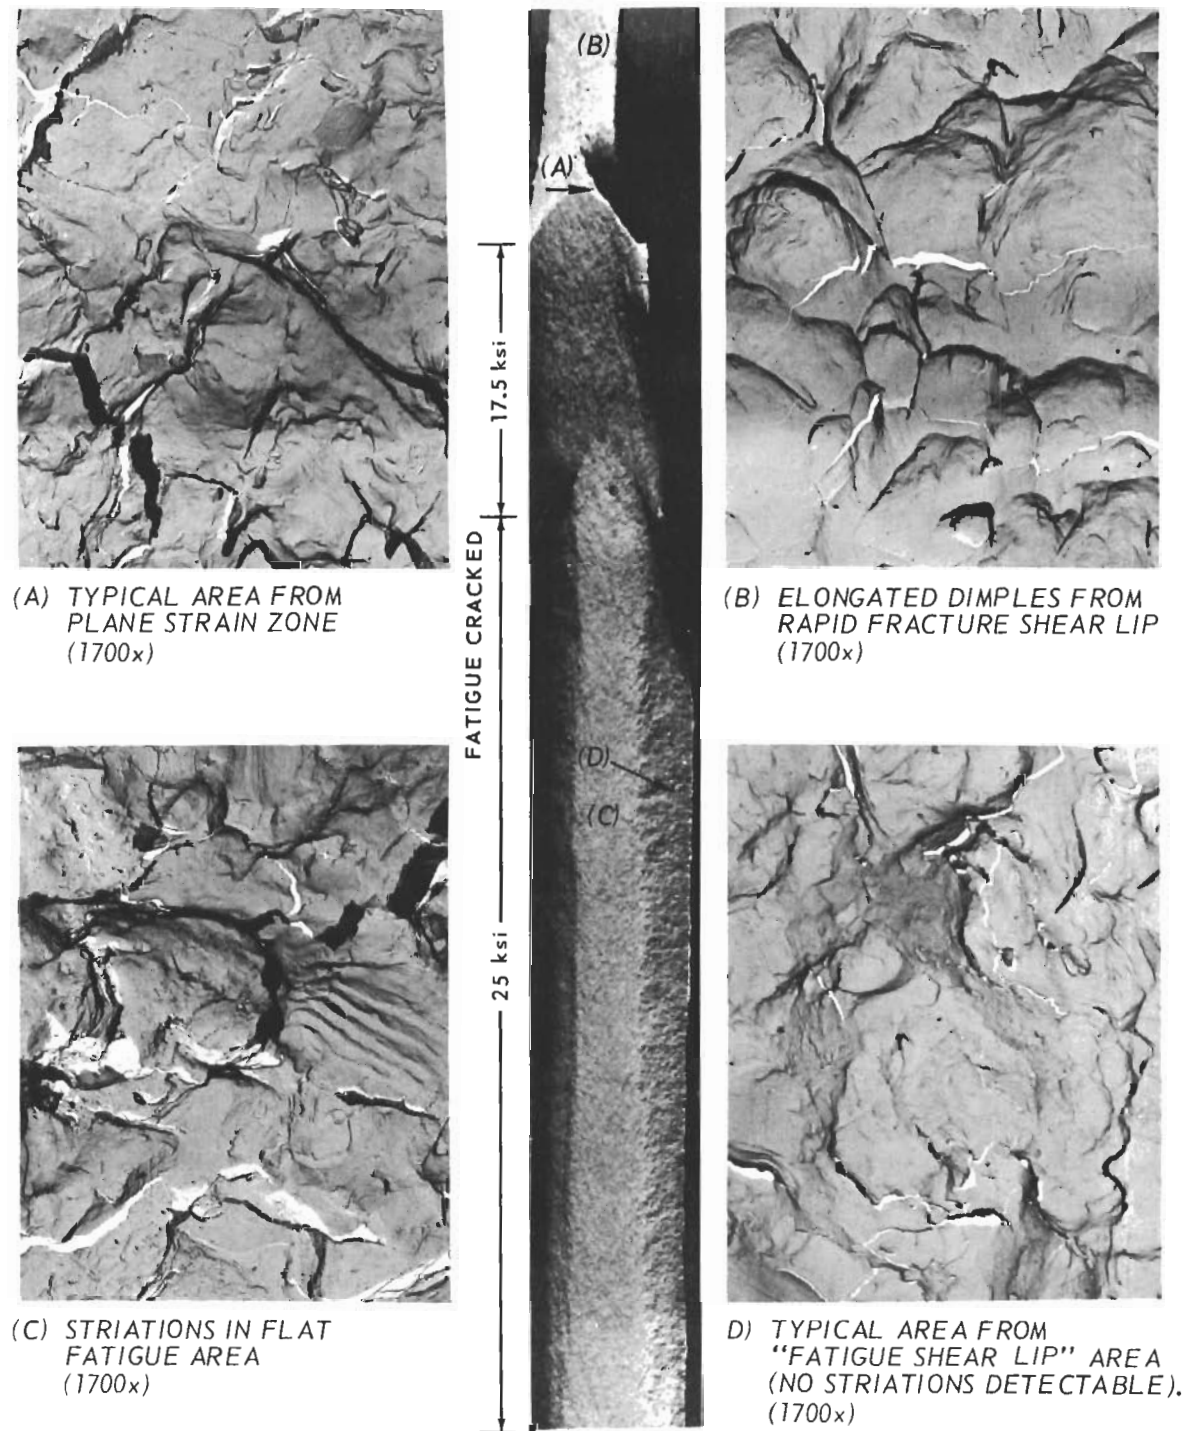 (B)
(A)
17.5 ksi
FATIGUE CRACKED
25 ksi
(D)
(C)
(A) TYPICAL AREA FROM
PLANE STRAIN ZONE
(1700x)
(B) ELONGATED DIMPLES FROM
RAPID FRACTURE SHEAR LIP
(1700x)
(C) STRIATIONS IN FLAT
FATIGUE AREA
(1700x)
D) TYPICAL AREA FROM
"FATIGUE SHEAR LIP" AREA
(NO STRIATIONS DETECTABLE).
(1700x)